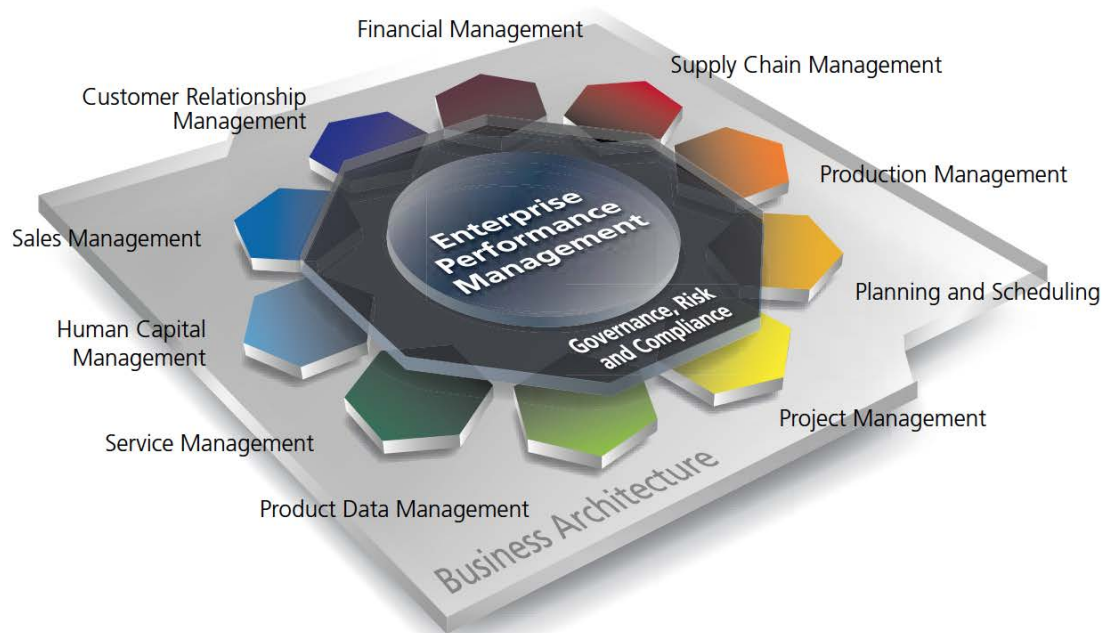 Financial Management
Supply Chain Management
Customer Relationship
Management
Production Management
Enterprise
Performance
Management
Sales Management
Planning and Scheduling
Governance, Risk
and Compliance
Human Capital
Management
Project Management
Service Management
Product Data Management
Business Architecture